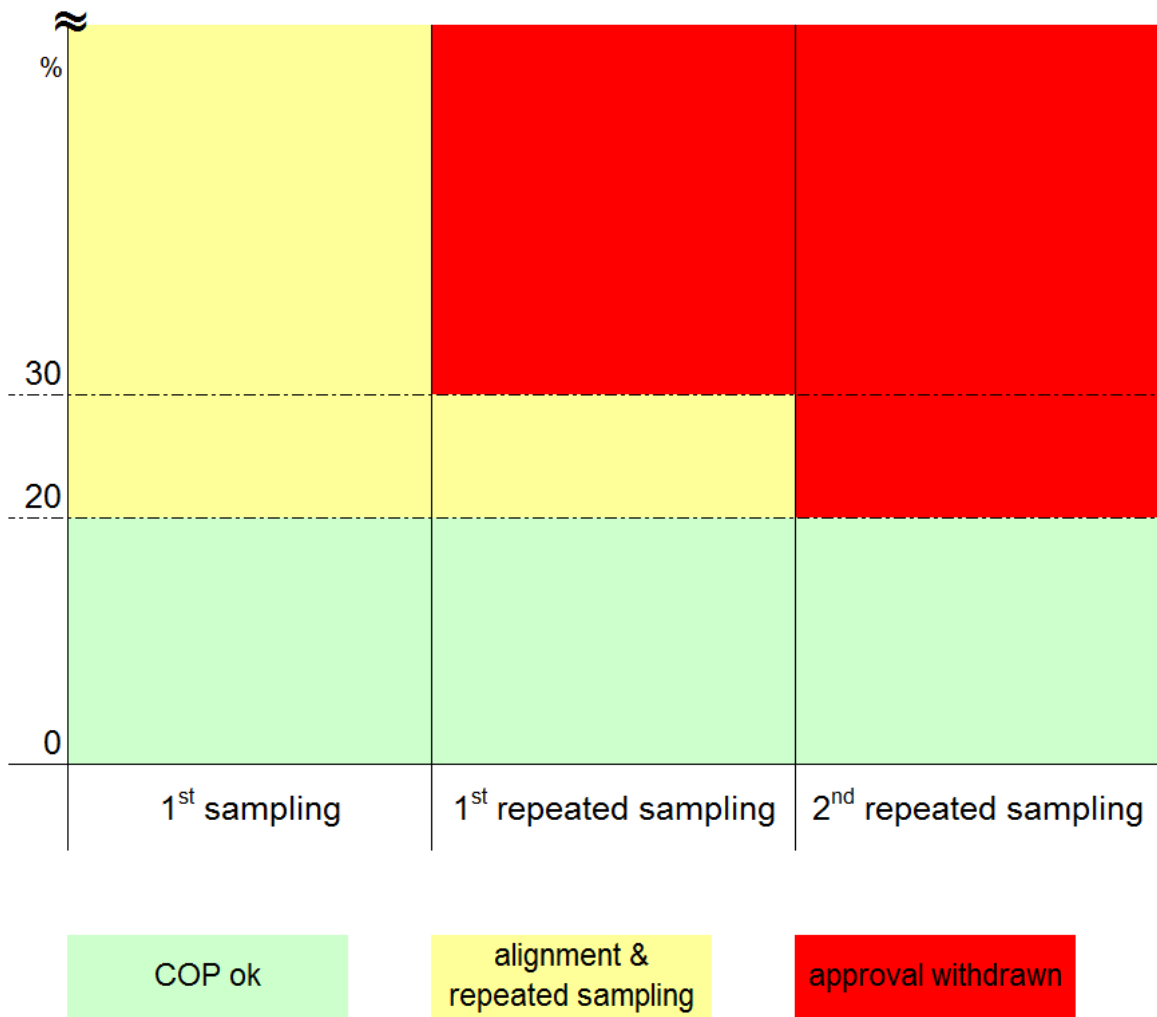 ≈
%
30
20
0
1st sampling
1st repeated sampling
2nd repeated sampling
COP ok
alignment &
repeated sampling
approval withdrawn